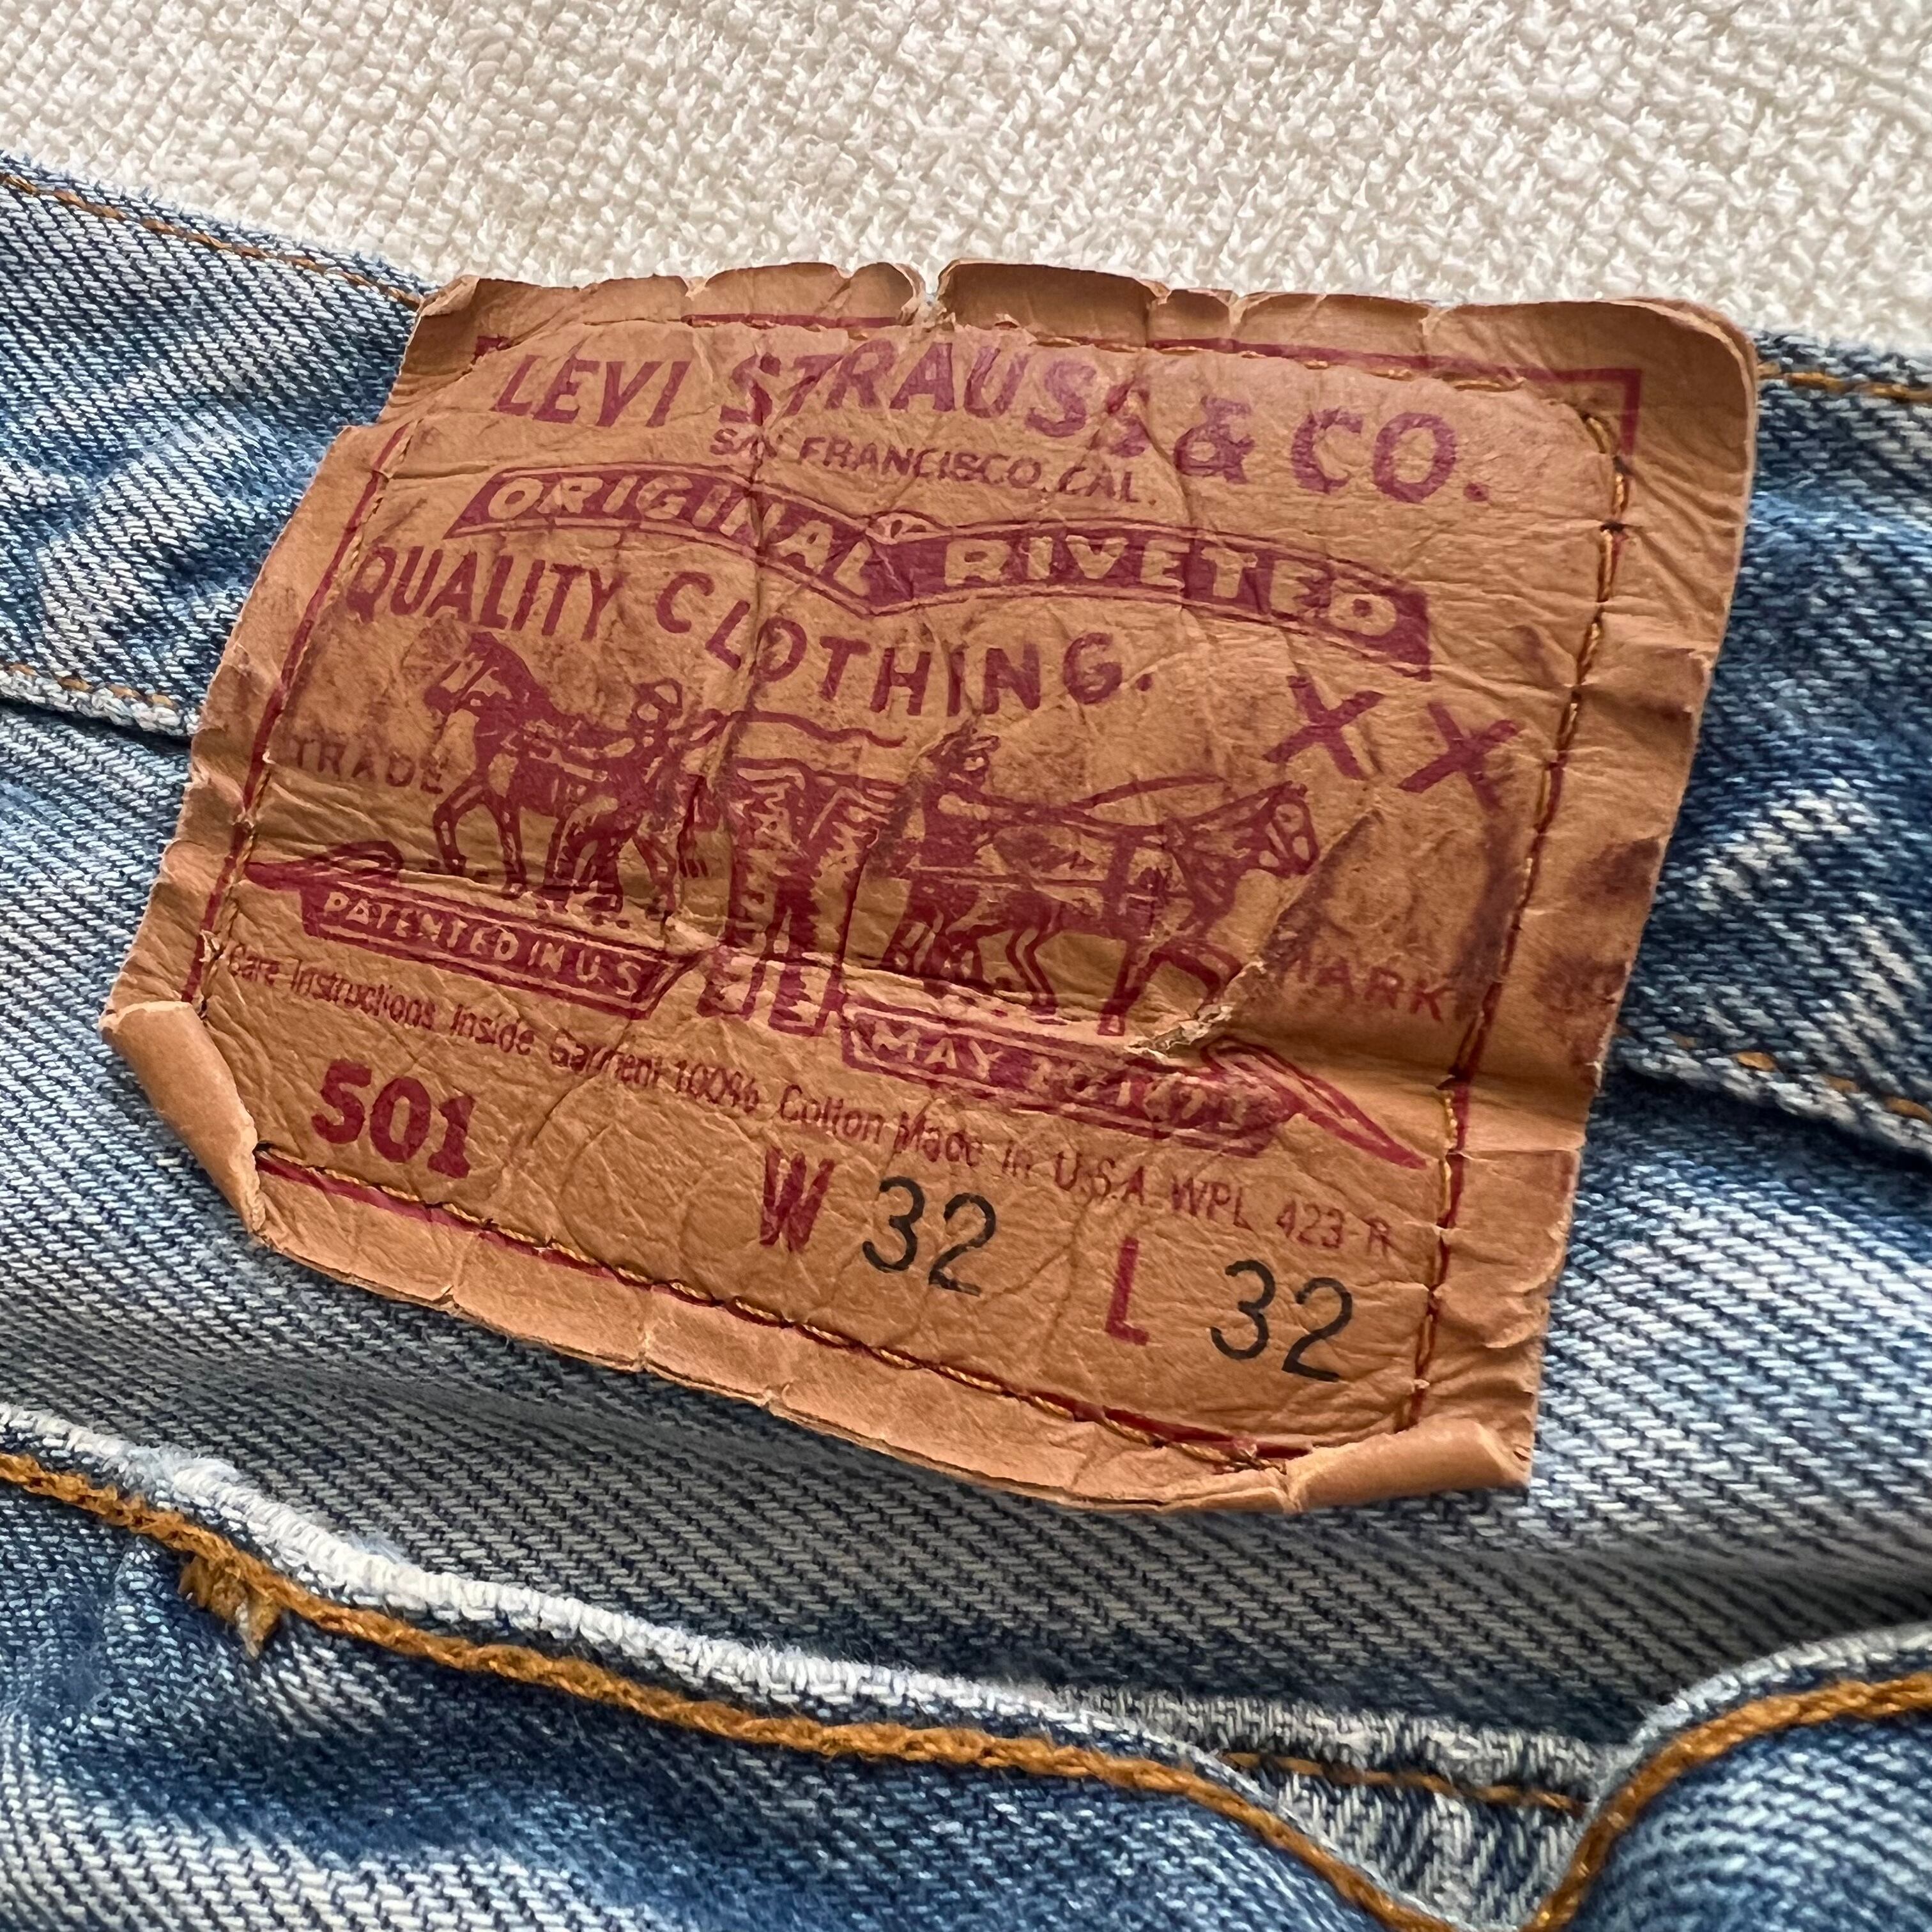 LEVI STRAUSS & CO.
SAN FRANCISCO, CAL.
ORIGINAL RIVETED
QUALITY CLOTHING.
XX
TRADE MARK
PATENTED IN U S
MAY
Care Instructions Inside Garment 100% Cotton Made in U.S.A. WPL 423-R
501 W 32 L 32